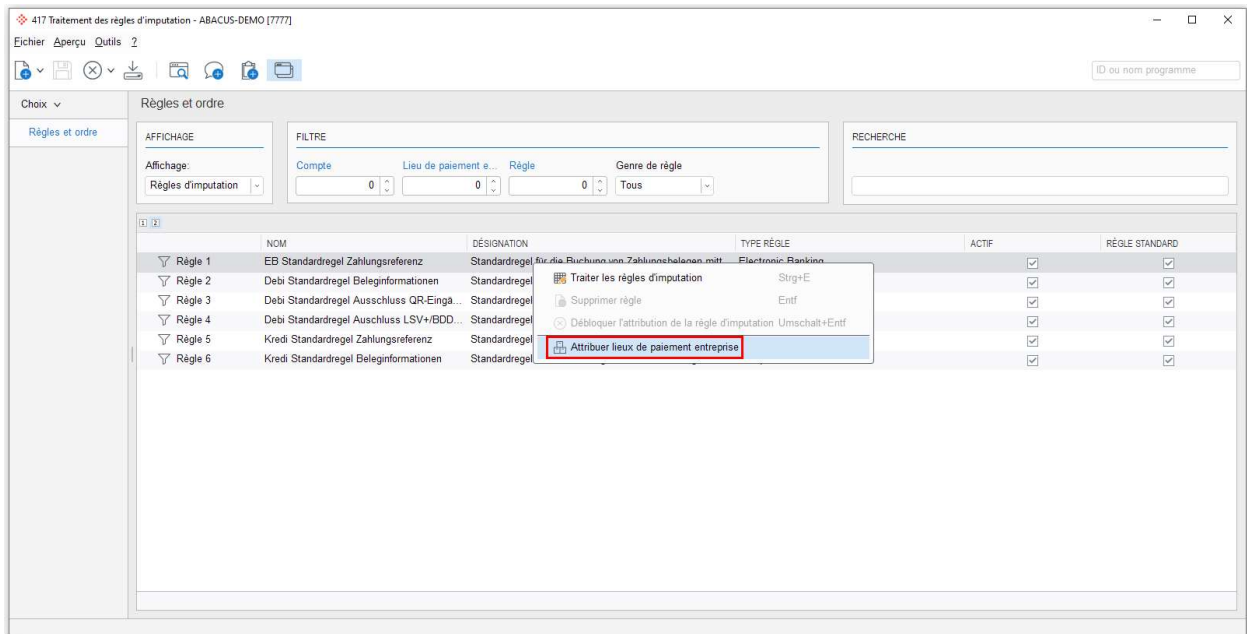 417 Traitement des règles d'imputation - ABACUS-DEMO [7777]
Fichier Aperçu Outils ?
ID ou nom programme
Choix
Règles et ordre
Règles et ordre
AFFICHAGE
FILTRE
RECHERCHE
Affichage:
Compte
Lieu de paiement e...
Règle
Genre de règle
Règles d'imputation
0
0
0
Tous
1 2
NOM DÉSIGNATION TYPE RÈGLE ACTIF RÈGLE STANDARD
Règle 1 EB Standardregel Zahlungsreferenz Standardregel für die Buchung von Zahlungsbelegen mitt... Electronic Banking
Règle 2 Debi Standardregel Beleginformationen Standardregel
Règle 3 Debi Standardregel Ausschluss QR-Einga... Standardregel
Règle 4 Debi Standardregel Auschluss LSV+/BDD... Standardregel
Règle 5 Kredi Standardregel Zahlungsreferenz Standardregel
Règle 6 Kredi Standardregel Beleginformationen Standardregel
Traiter les règles d'imputation Strg+E
Supprimer règle Entf
Débloquer l'attribution de la règle d'imputation Umschalt+Entf
Attribuer lieux de paiement entreprise